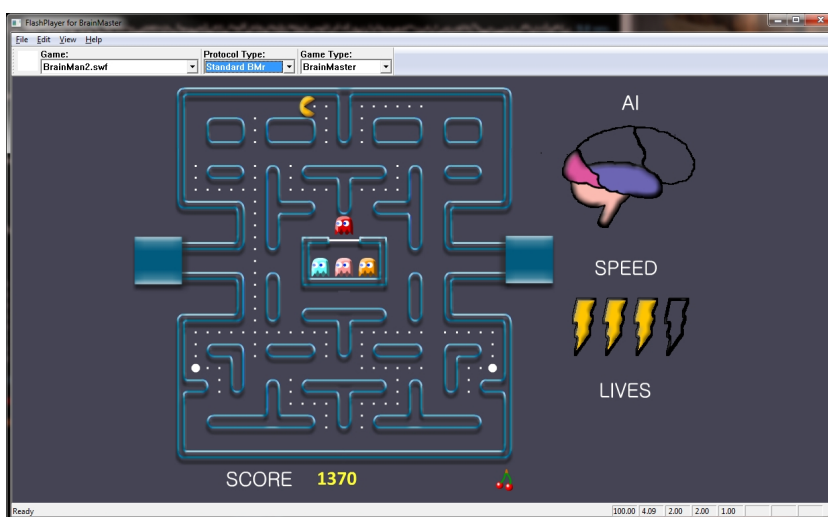 FlashPlayer for BrainMaster
File Edit View Help
Game: Protocol Type: Game Type:
BrainMan2.swf Standard BMr BrainMaster
AI
SPEED
LIVES
SCORE 1370
Ready 100.00 4.09 2.00 2.00 1.00